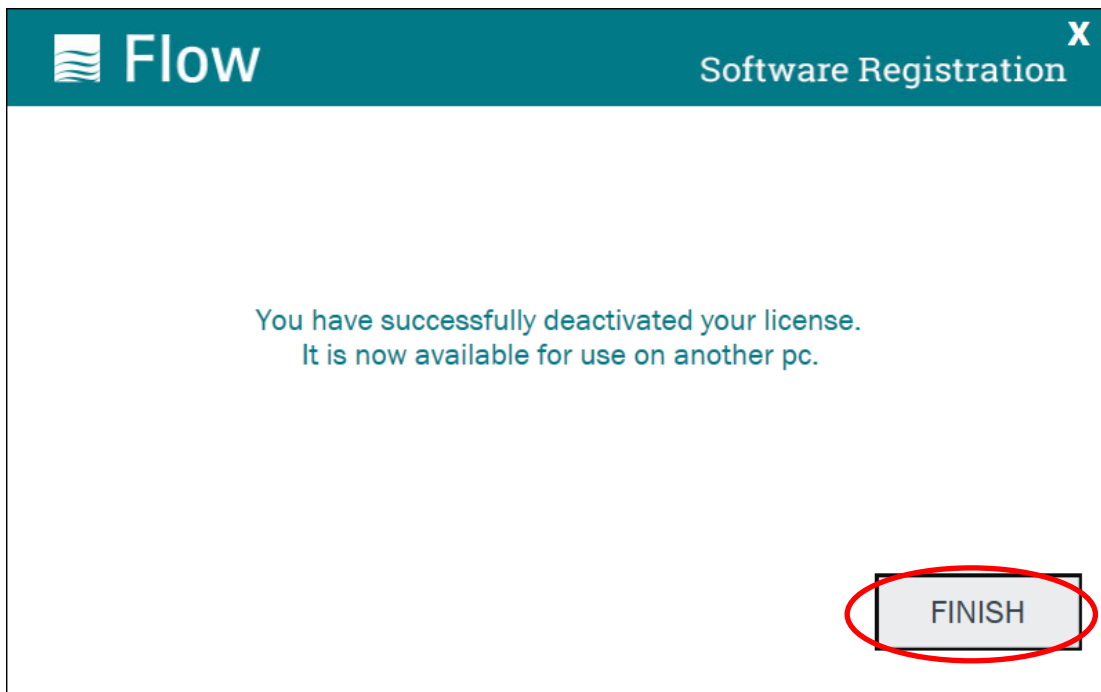 Flow
X
Software Registration
You have successfully deactivated your license.
It is now available for use on another pc.
FINISH